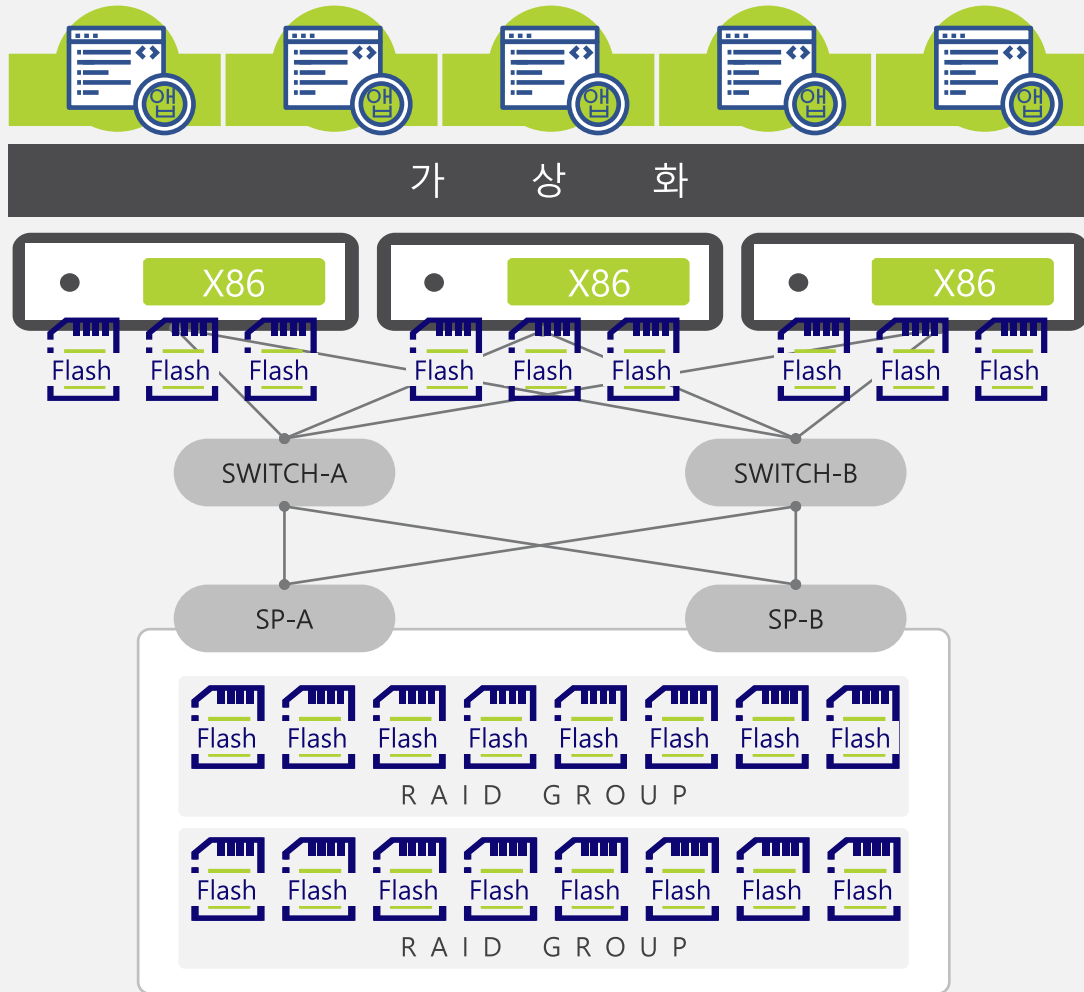 앱 앱 앱 앱 앱
가 상 화
X86 X86 X86
Flash Flash Flash Flash Flash Flash Flash Flash Flash
SWITCH-A SWITCH-B
SP-A SP-B
Flash Flash Flash Flash Flash Flash Flash Flash
RAID GROUP
Flash Flash Flash Flash Flash Flash Flash Flash
RAID GROUP